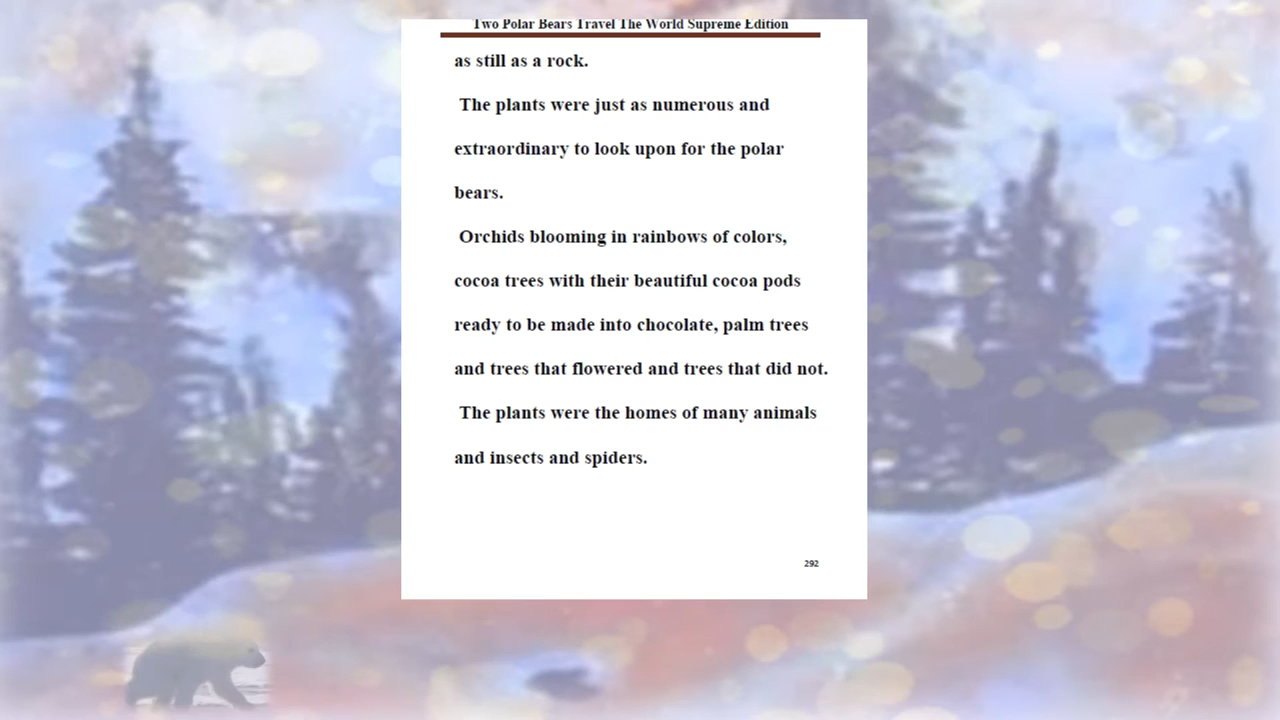 Two Polar Bears Travel The World Supreme Edition
as still as a rock.
The plants were just as numerous and
extraordinary to look upon for the polar
bears.
Orchids blooming in rainbows of colors,
cocoa trees with their beautiful cocoa pods
ready to be made into chocolate, palm trees
and trees that flowered and trees that did not.
The plants were the homes of many animals
and insects and spiders.
292